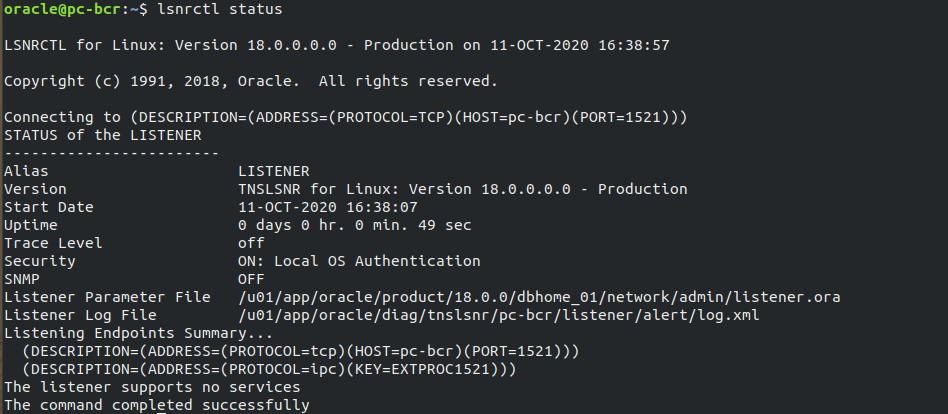 oracle@pc-bcr:~$ lsnrctl status
LSNRCTL for Linux: Version 18.0.0.0.0 - Production on 11-OCT-2020 16:38:57
Copyright (c) 1991, 2018, Oracle.  All rights reserved.
Connecting to (DESCRIPTION=(ADDRESS=(PROTOCOL=TCP)(HOST=pc-bcr)(PORT=1521)))
STATUS of the LISTENER
------------------------
Alias                     LISTENER
Version                   TNSLSNR for Linux: Version 18.0.0.0.0 - Production
Start Date                11-OCT-2020 16:38:07
Uptime                    0 days 0 hr. 0 min. 49 sec
Trace Level               off
Security                  ON: Local OS Authentication
SNMP                      OFF
Listener Parameter File   /u01/app/oracle/product/18.0.0/dbhome_01/network/admin/listener.ora
Listener Log File         /u01/app/oracle/diag/tnslsnr/pc-bcr/listener/alert/log.xml
Listening Endpoints Summary...
  (DESCRIPTION=(ADDRESS=(PROTOCOL=tcp)(HOST=pc-bcr)(PORT=1521)))
  (DESCRIPTION=(ADDRESS=(PROTOCOL=ipc)(KEY=EXTPROC1521)))
The listener supports no services
The command completed successfully